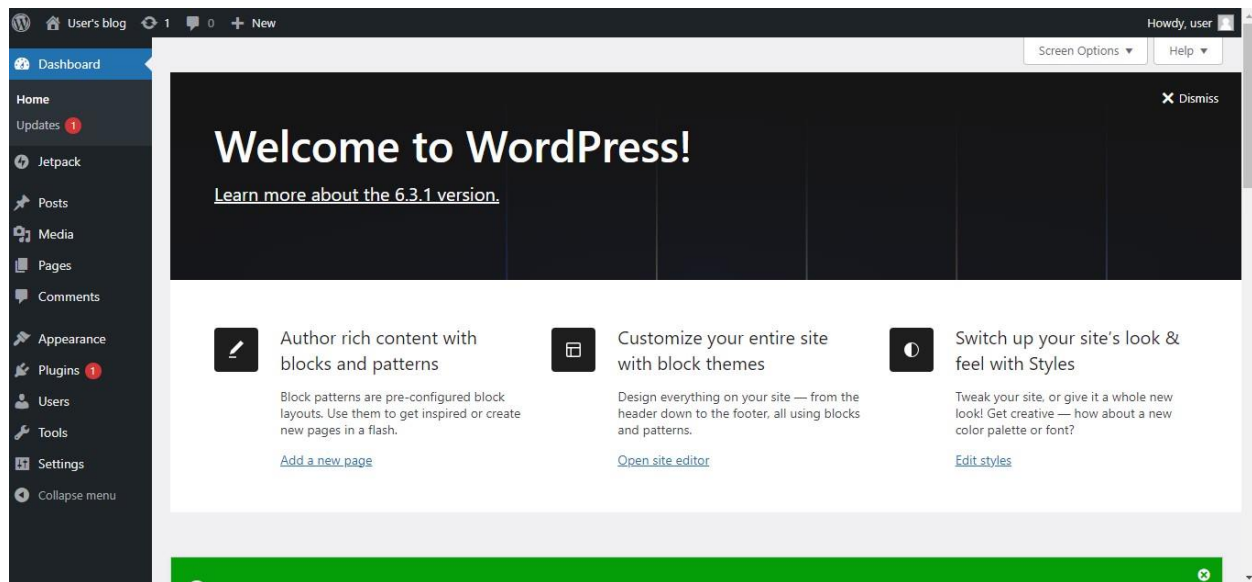 User's blog 1 0 New Howdy, user
Screen Options Help
Dashboard
Home
Updates 1
Jetpack
Posts
Media
Pages
Comments
Appearance
Plugins 1
Users
Tools
Settings
Collapse menu
Dismiss
Welcome to WordPress!
Learn more about the 6.3.1 version.
Author rich content with
blocks and patterns
Block patterns are pre-configured block
layouts. Use them to get inspired or create
new pages in a flash.
Add a new page
Customize your entire site
with block themes
Design everything on your site — from the
header down to the footer, all using blocks
and patterns.
Open site editor
Switch up your site's look &
feel with Styles
Tweak your site, or give it a whole new
look! Get creative — how about a new
color palette or font?
Edit styles